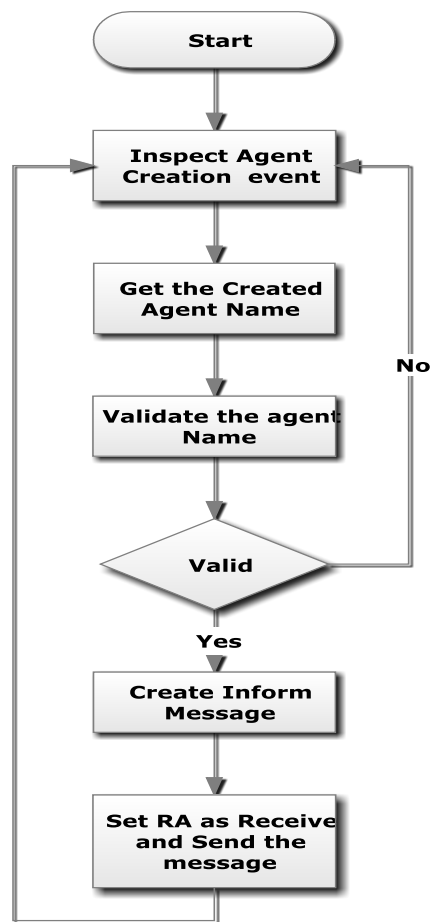 Start
Inspect Agent
Creation event
Get the Created
Agent Name
Validate the agent
Name
No
Valid
Yes
Create Inform
Message
Set RA as Receive
and Send the
message